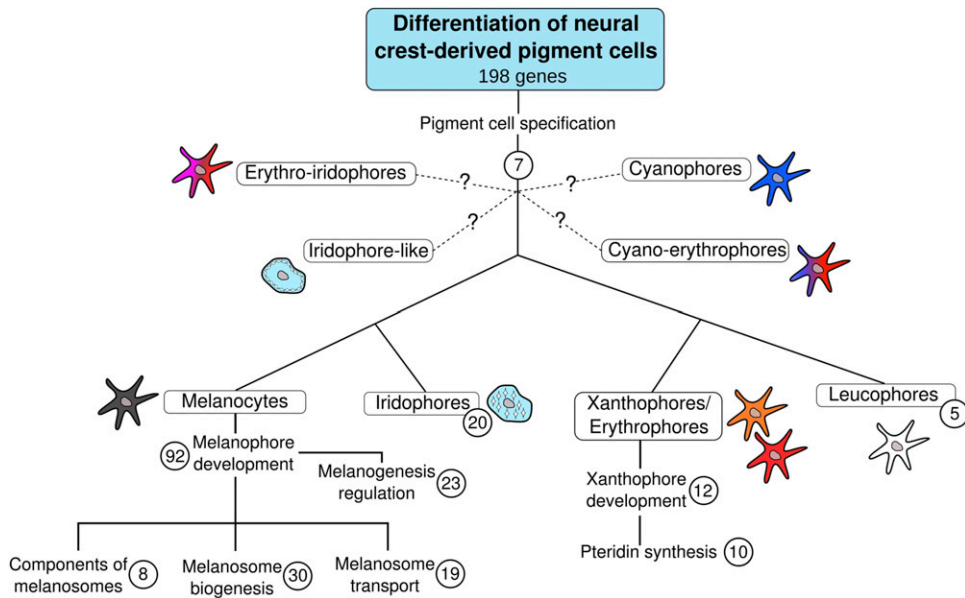 Differentiation of neural
crest-derived pigment cells
198 genes
Pigment cell specification
7
Erythro-iridophores
?
?
Cyanophores
Iridophore-like
?
?
Cyano-erythrophores
Melanocytes
Iridophores
20
Xanthophores/
Erythrophores
Leucophores
5
92
Melanophore
development
Melanogenesis
regulation
23
Xanthophore
development
12
Pteridin synthesis
10
Components of
melanosomes
8
Melanosome
biogenesis
30
Melanosome
transport
19